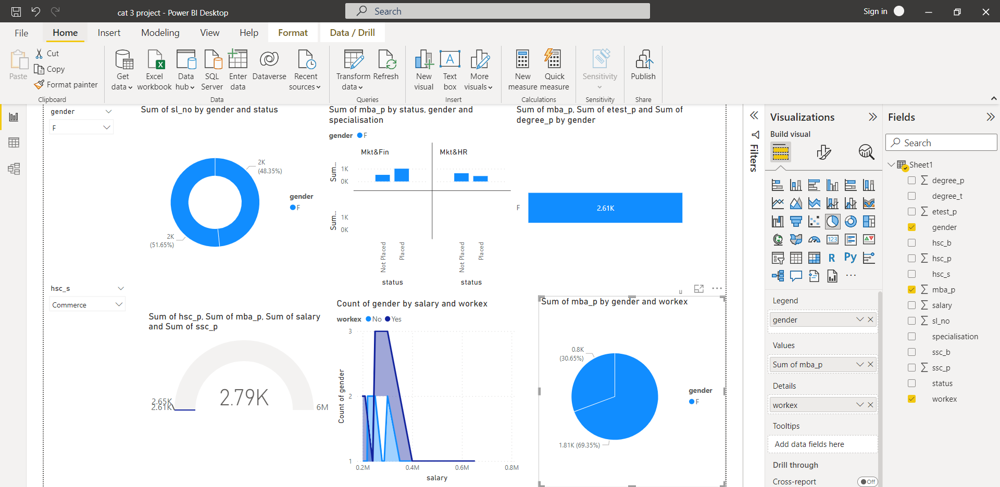 cat 3 project - Power BI Desktop
Search
Sign in
File
Home
Insert
Modeling
View
Help
Format
Data / Drill
Paste
Cut
Copy
Format painter
Clipboard
Get data
Excel workbook
Data hub
SQL Server
Enter data
Dataverse
Recent sources
Data
Transform data
Refresh
Queries
New visual
Text box
More visuals
Insert
New measure
Quick measure
Calculations
Sensitivity
Sensitivity
Publish
Share
gender
F
Sum of sl_no by gender and status
2K
(48.35%)
2K
(51.65%)
gender
F
Sum of mba_p by status, gender and
specialisation
gender F
Mkt&Fin
Mkt&HR
Sum...
1K
0K
Sum...
1K
0K
Not Placed
Placed
Not Placed
Placed
status
status
Sum of mba_p, Sum of etest_p and Sum of
degree_p by gender
F
2.61K
hsc_s
Commerce
Sum of hsc_p, Sum of mba_p, Sum of salary
and Sum of ssc_p
2.65K
2.61K
2.79K
6M
Count of gender by salary and workex
workex No Yes
Count of gender
3
2
1
0.2M 0.4M 0.6M 0.8M
salary
Sum of mba_p by gender and workex
0.8K
(30.65%)
1.81K (69.35%)
gender
F
Filters
Visualizations
Build visual
123
R
Py
Legend
gender
Values
Sum of mba_p
Details
workex
Tooltips
Add data fields here
Drill through
Cross-report
Off
Fields
Search
Sheet1
degree_p
degree_t
etest_p
gender
hsc_b
hsc_p
hsc_s
mba_p
salary
sl_no
specialisation
ssc_b
ssc_p
status
workex